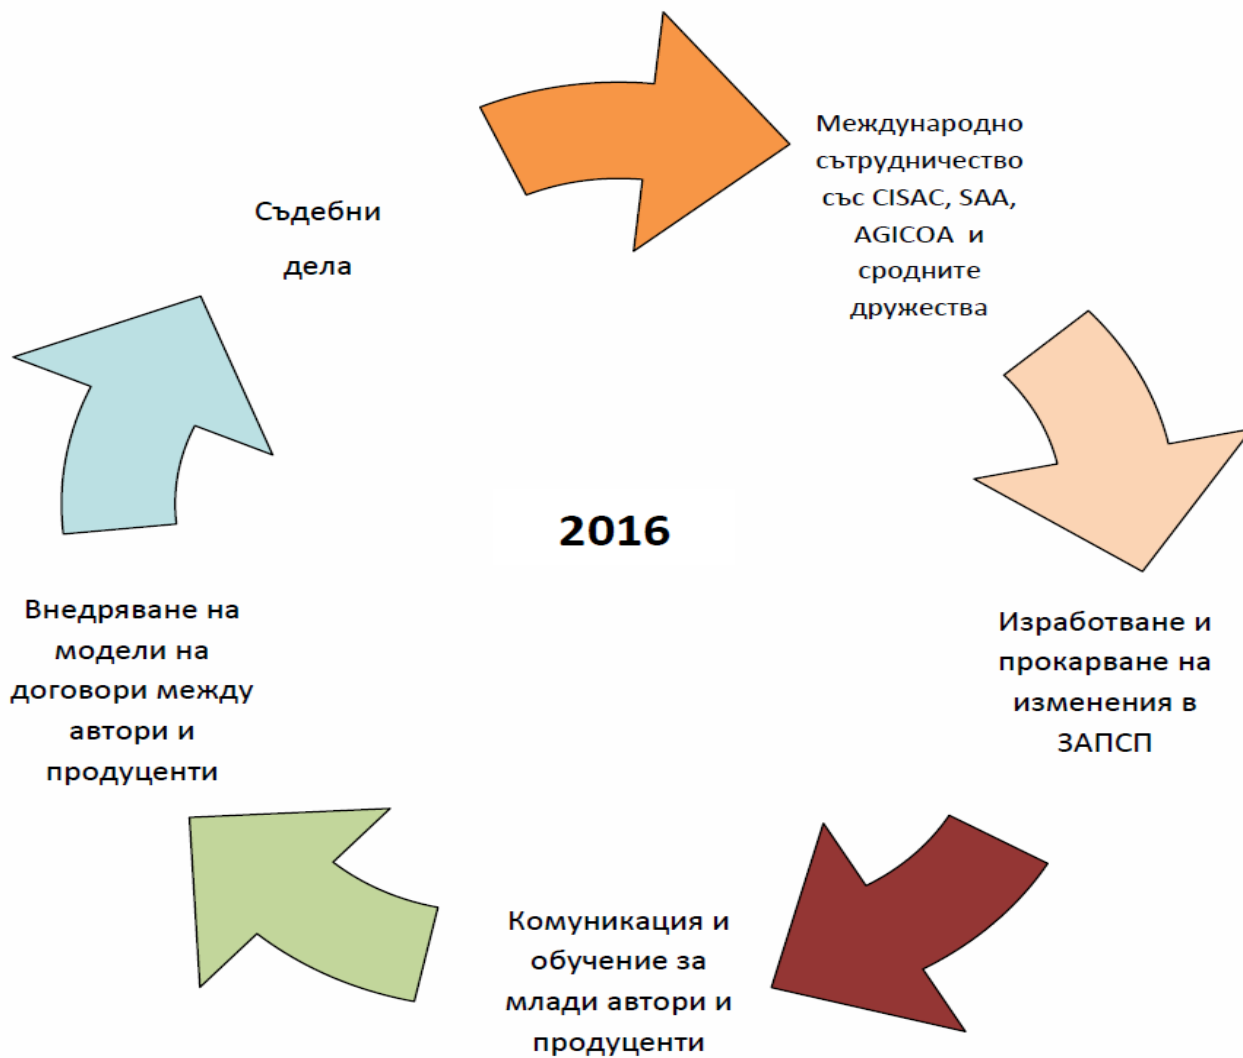 Международно
сътрудничество
със CISAC, SAA,
AGICOA и
сродните
дружества
Съдебни
дела
2016
Внедряване на
модели на
договори между
автори и
продуценти
Изработване и
прокарване на
изменения в
ЗАПСП
Комуникация и
обучение за
млади автори и
продуценти